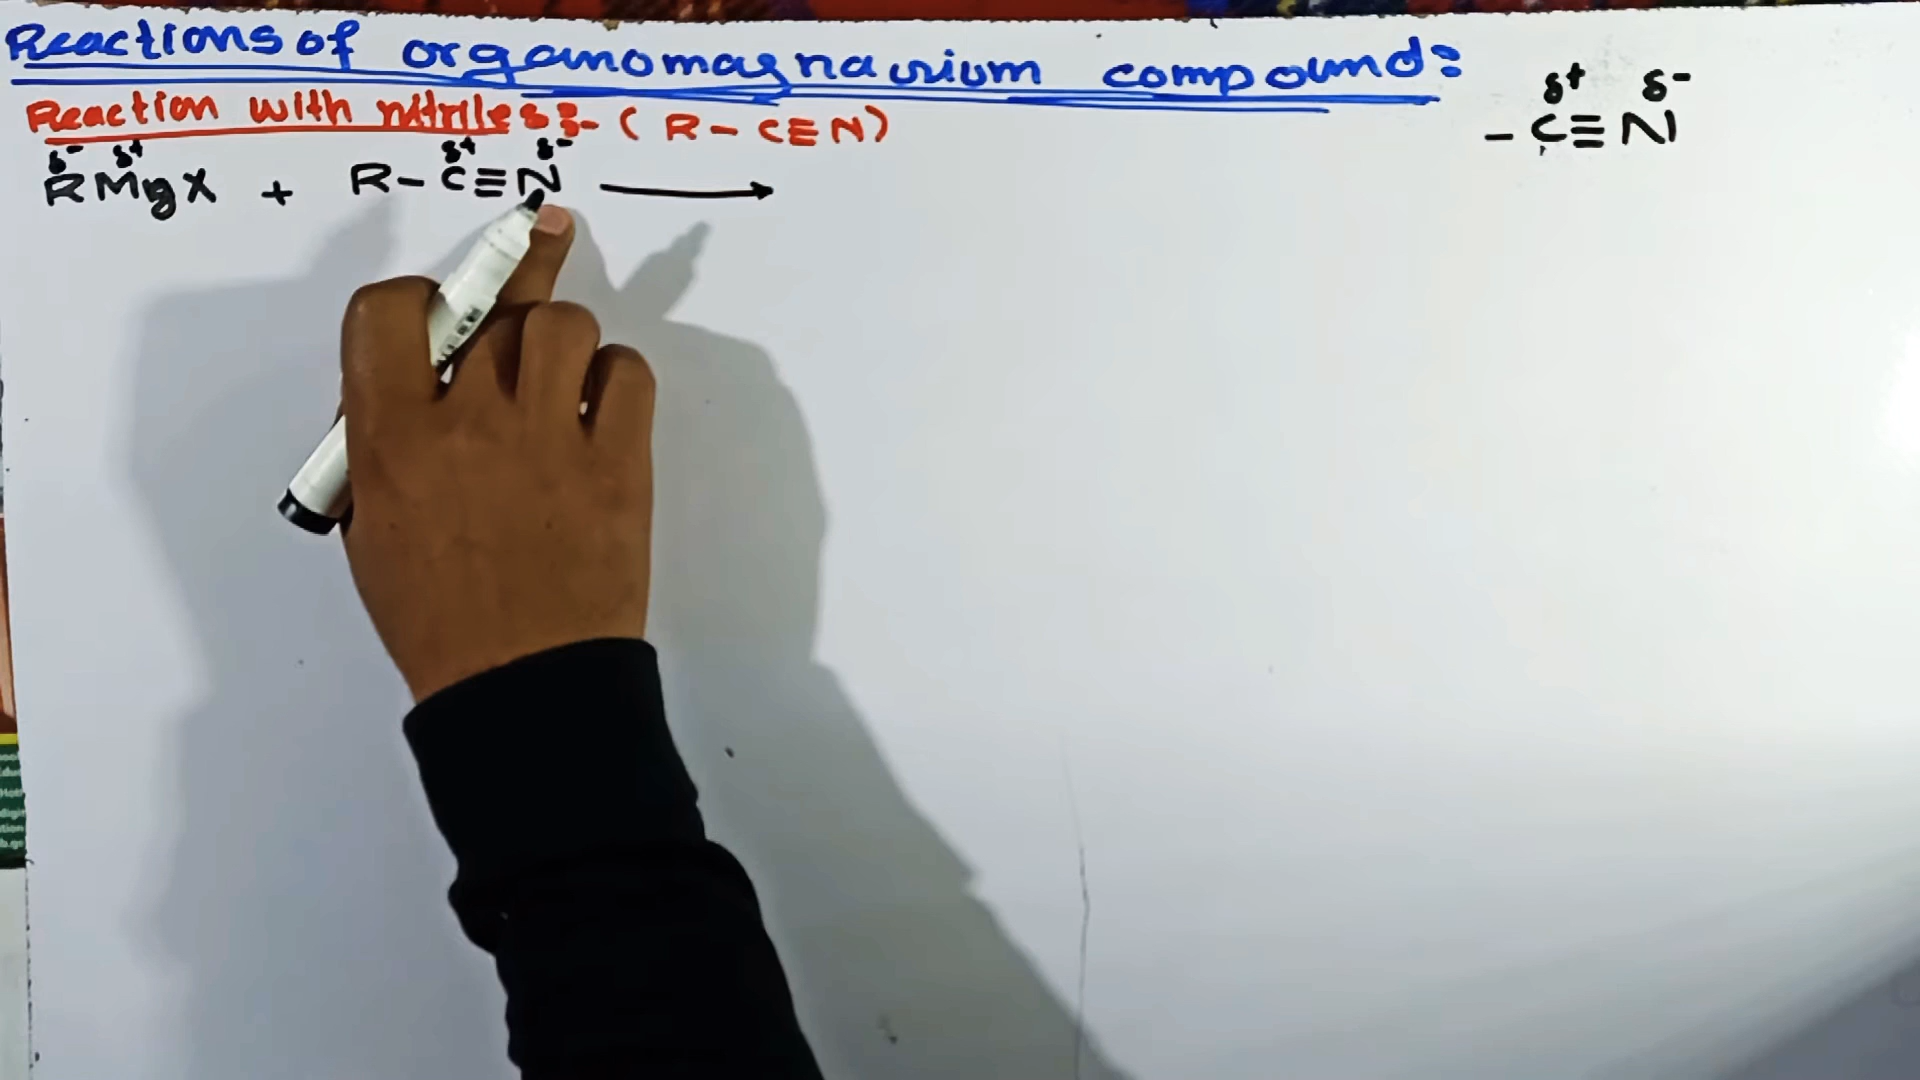 Reactions of organomagnasium compound:
Reaction with nitriles :- ( R - C≡N )
δ- δ+ δ+ δ-
RMgX + R - C≡N ⟶
δ+ δ-
- C≡N